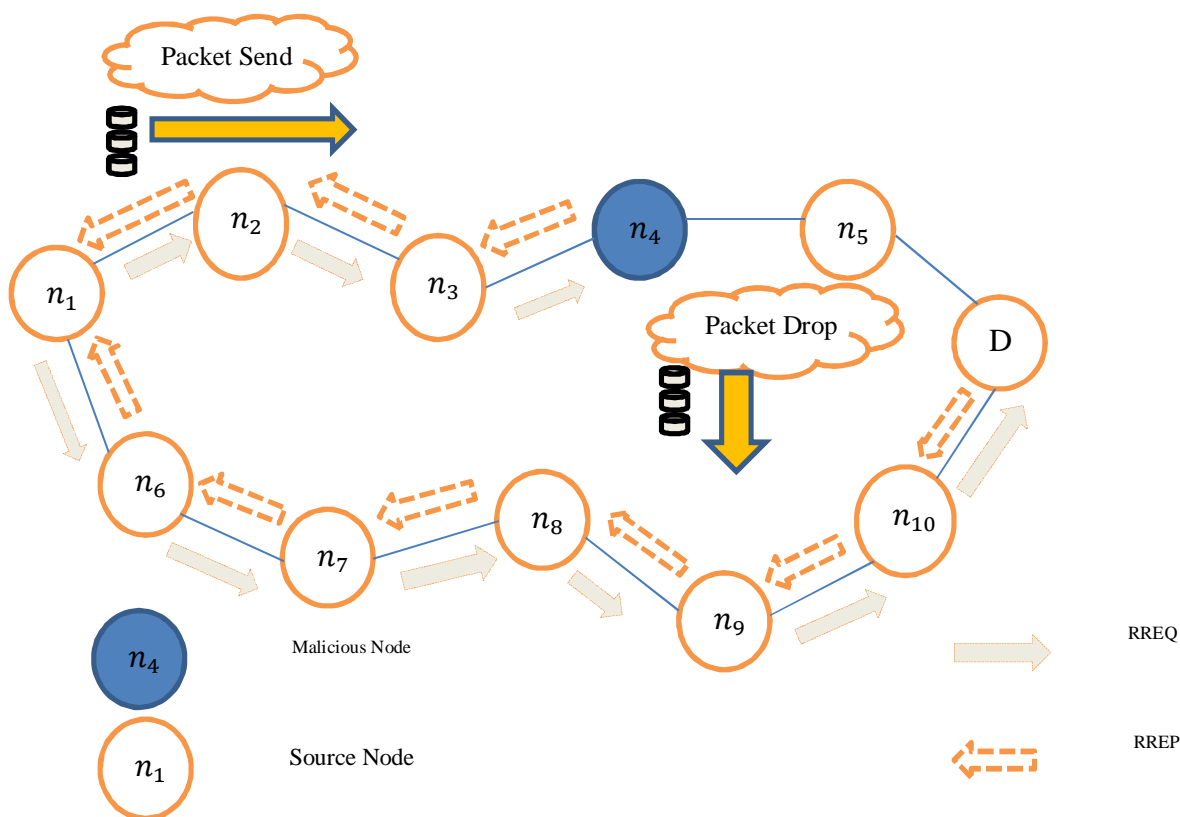 Packet Send
n₂
n₄
n₅
n₃
n₁
Packet Drop
D
n₆
n₈
n₁₀
n₇
n₉
n₄
Malicious Node
RREQ
n₁
Source Node
RREP